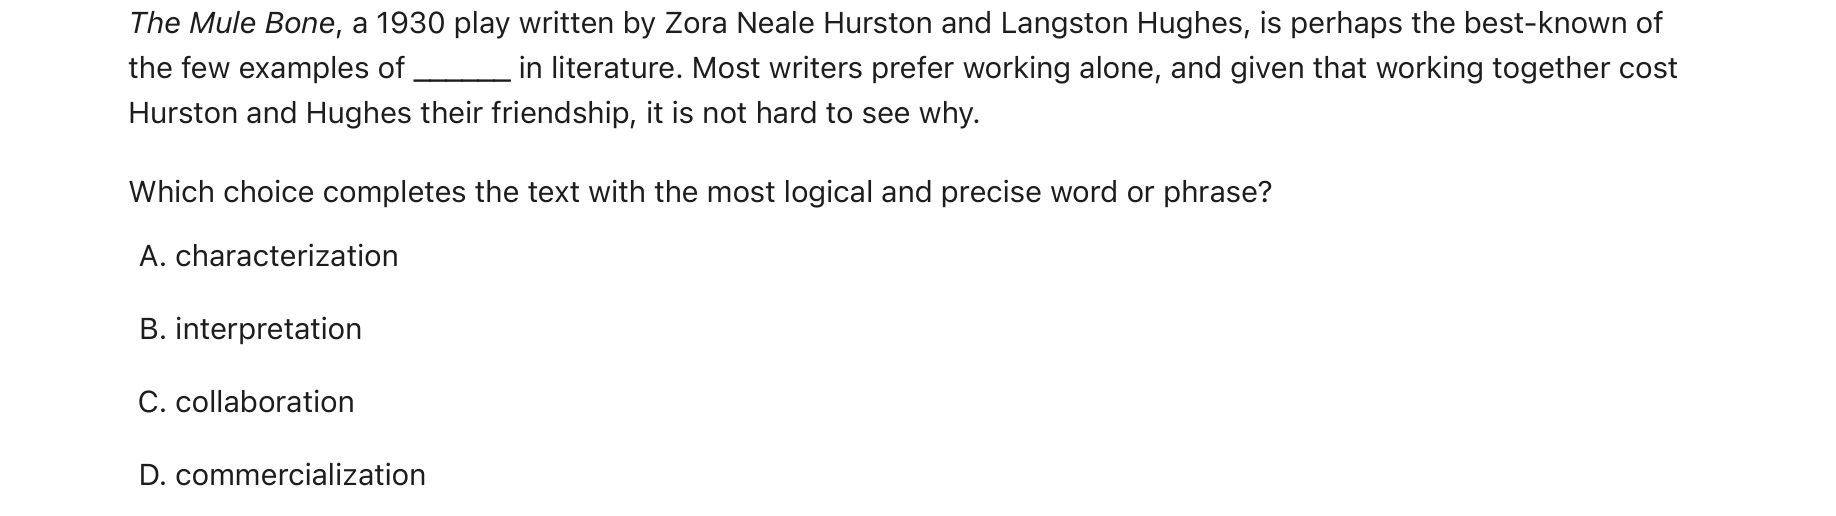 The Mule Bone, a 1930 play written by Zora Neale Hurston and Langston Hughes, is perhaps the best-known of
the few examples of ______ in literature. Most writers prefer working alone, and given that working together cost
Hurston and Hughes their friendship, it is not hard to see why.
Which choice completes the text with the most logical and precise word or phrase?
A. characterization
B. interpretation
C. collaboration
D. commercialization